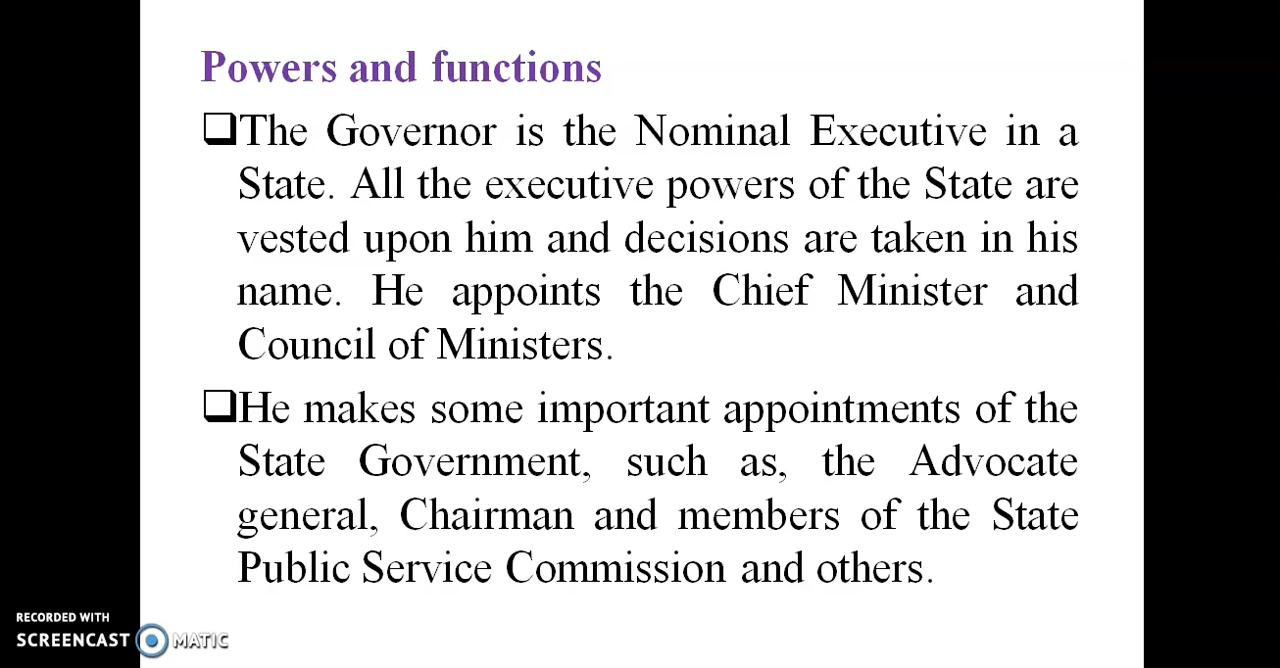 Powers and functions
❑The Governor is the Nominal Executive in a
State. All the executive powers of the State are
vested upon him and decisions are taken in his
name. He appoints the Chief Minister and
Council of Ministers.
❑He makes some important appointments of the
State Government, such as, the Advocate
general, Chairman and members of the State
Public Service Commission and others.
RECORDED WITH
SCREENCAST MATIC